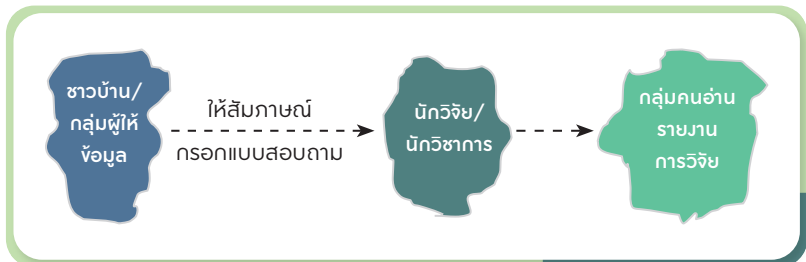 ชาวบ้าน/
กลุ่มผู้ให้
ข้อมูล
ให้สัมภาษณ์
กรอกแบบสอบถาม
นักวิจัย/
นักวิชาการ
กลุ่มคนอ่าน
รายงาน
การวิจัย